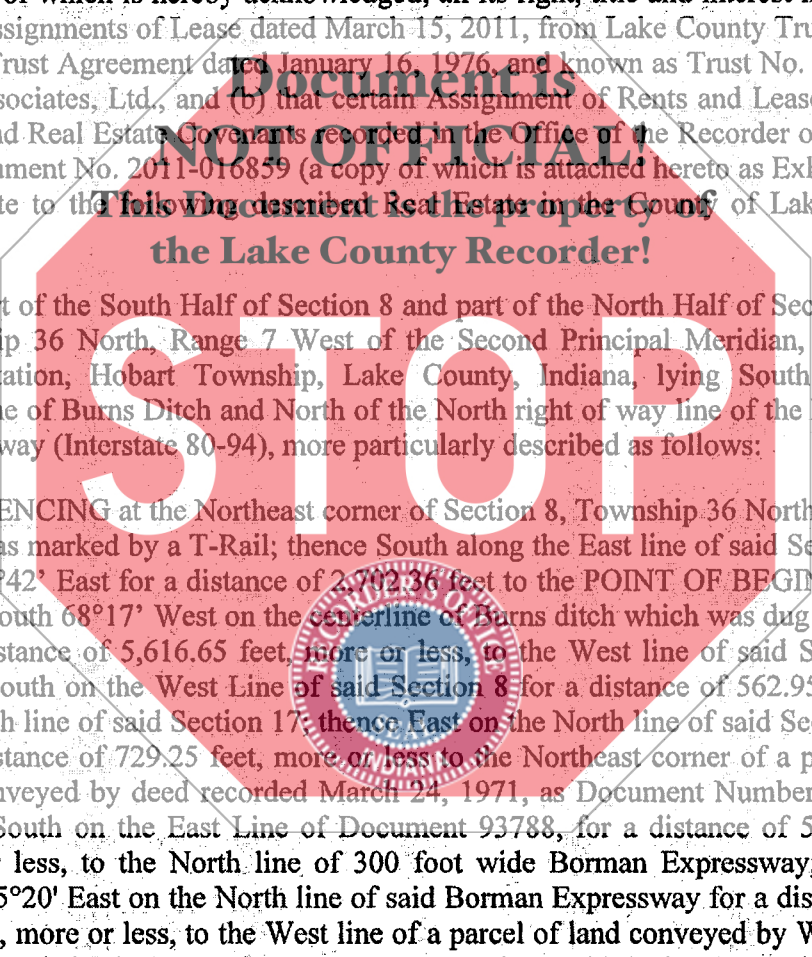 of which is hereby acknowledged, all its right, title and interest
ssignments of Lease dated March 15, 2011, from Lake County Tru
Trust Agreement dated January 16, 1976, and known as Trust No.
sociates, Ltd., and (b) that certain Assignment of Rents and Leas
nd Real Estate Covenants recorded in the Office of the Recorder o
ment No. 2011-016859 (a copy of which is attached hereto as Exh
te to the following described Real Estate in the County of Lak
Document is
NOT OFFICIAL!
This Document is the property of
the Lake County Recorder!
t of the South Half of Section 8 and part of the North Half of Sec
ip 36 North, Range 7 West of the Second Principal Meridian,
tation, Hobart Township, Lake County, Indiana, lying South
ne of Burns Ditch and North of the North right of way line of the
way (Interstate 80-94), more particularly described as follows:
STOP
ENCING at the Northeast corner of Section 8, Township 36 North
as marked by a T-Rail; thence South along the East line of said Se
°42' East for a distance of 2,702.36 feet to the POINT OF BEGIN
outh 68°17' West on the centerline of Burns ditch which was dug
stance of 5,616.65 feet, more or less, to the West line of said S
outh on the West Line of said Section 8 for a distance of 562.95
h line of said Section 17; thence East on the North line of said Se
stance of 729.25 feet, more or less to the Northeast corner of a p
nveyed by deed recorded March 24, 1971, as Document Number
South on the East Line of Document 93788, for a distance of 5
r less, to the North line of 300 foot wide Borman Expressway,
5°20' East on the North line of said Borman Expressway for a dis
, more or less, to the West line of a parcel of land conveyed by W
RECORDER'S OFFICE
SEAL
INDIANA